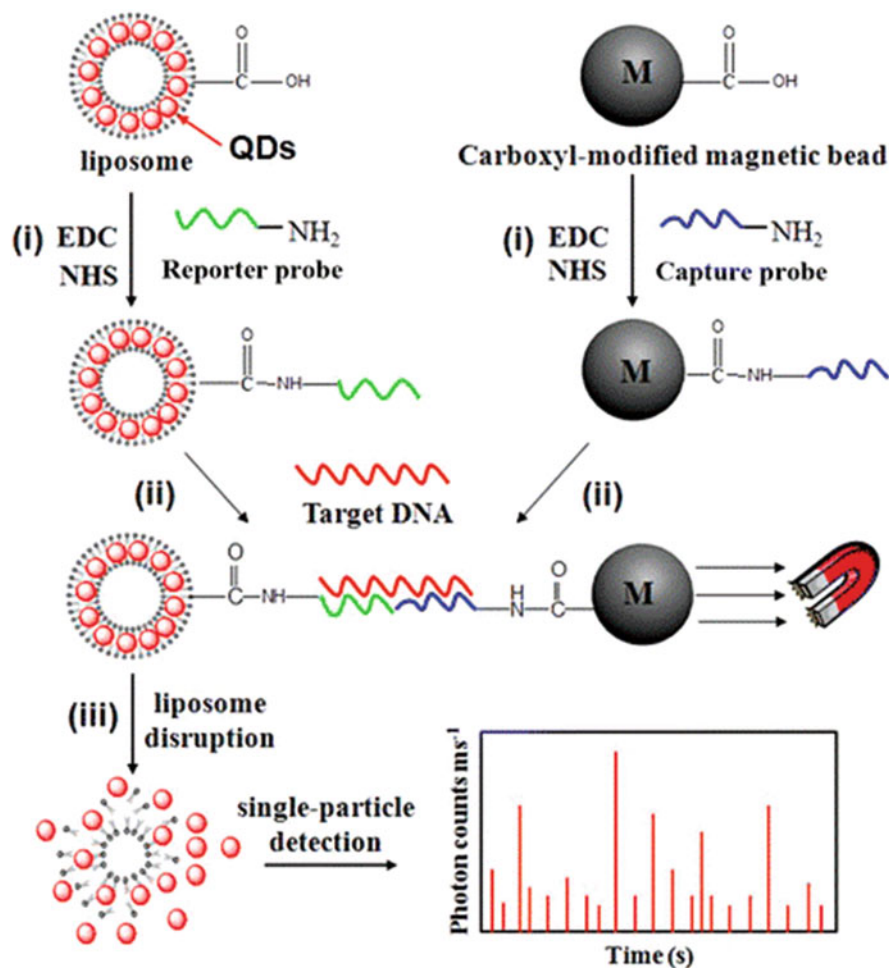 O
C
OH
M
O
C
OH
QDs
liposome
Carboxyl-modified magnetic bead
(i) EDC
NHS
NH₂
Reporter probe
(i) EDC
NHS
NH₂
Capture probe
O
C
NH
M
O
C
NH
(ii)
Target DNA
(ii)
O
C
NH
H
N
O
C
M
(iii) liposome
disruption
single-particle
detection
Photon counts ms⁻¹
Time (s)